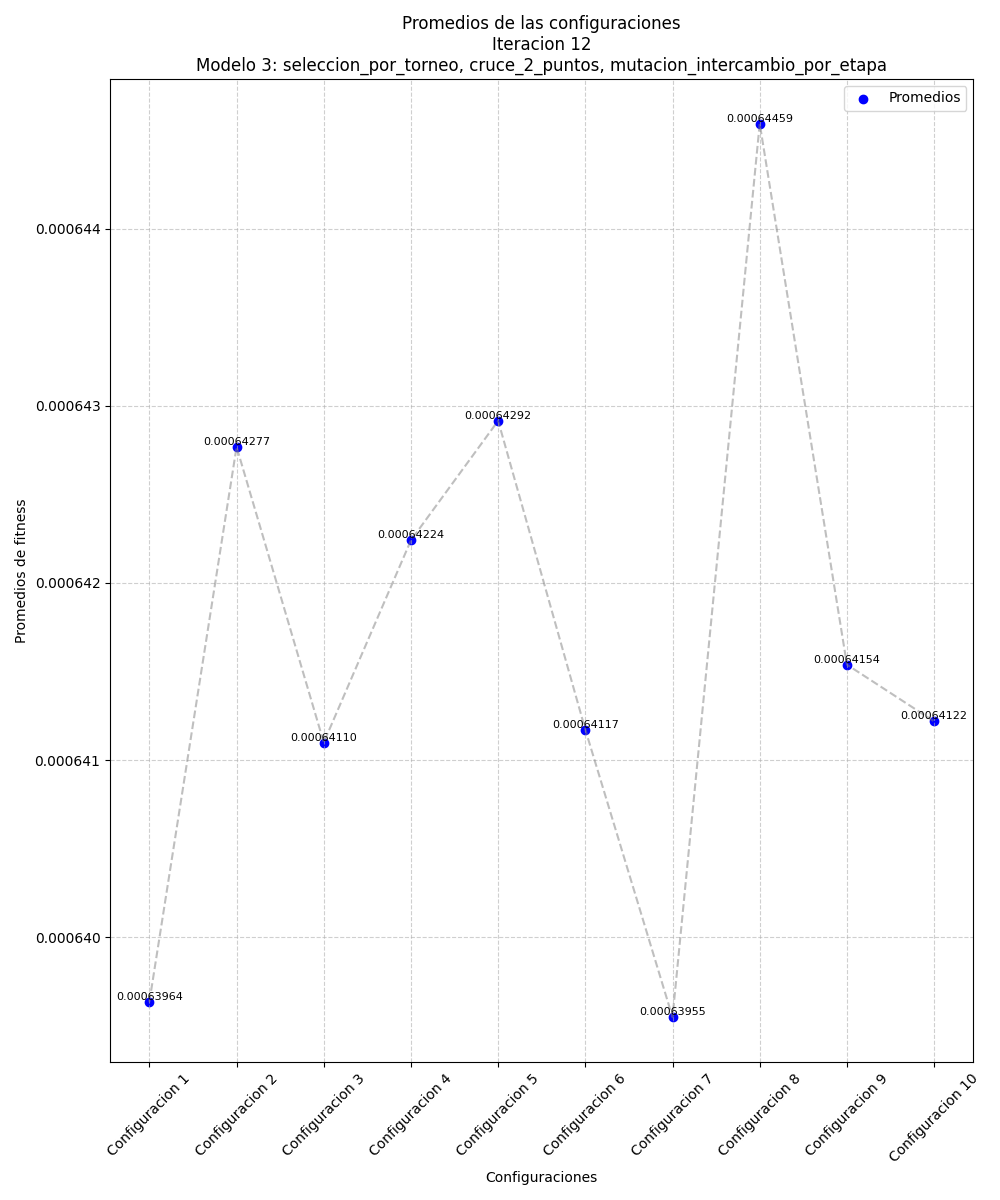 Promedios de las configuraciones
Iteracion 12
Modelo 3: seleccion_por_torneo, cruce_2_puntos, mutacion_intercambio_por_etapa
Promedios
0.00064459
0.000644
0.000643
0.00064292
0.00064277
0.00064224
0.000642
0.00064154
0.00064122
0.00064117
0.00064110
0.000641
0.000640
0.00063964
0.00063955
Promedios de fitness
Configuracion 1
Configuracion 2
Configuracion 3
Configuracion 4
Configuracion 5
Configuracion 6
Configuracion 7
Configuracion 8
Configuracion 9
Configuracion 10
Configuraciones